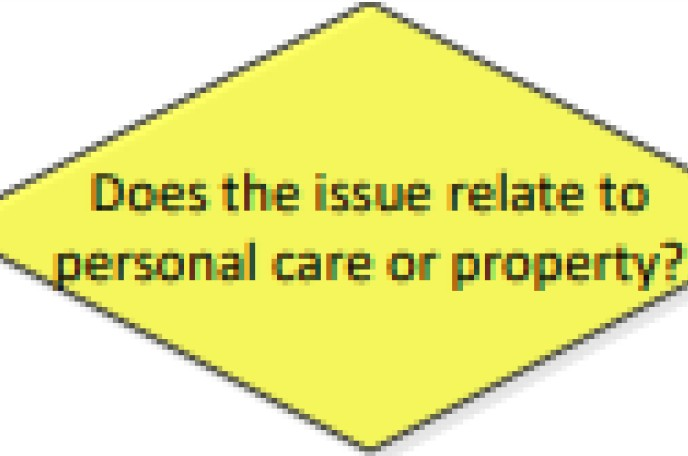 Does the issue relate to
personal care or property?